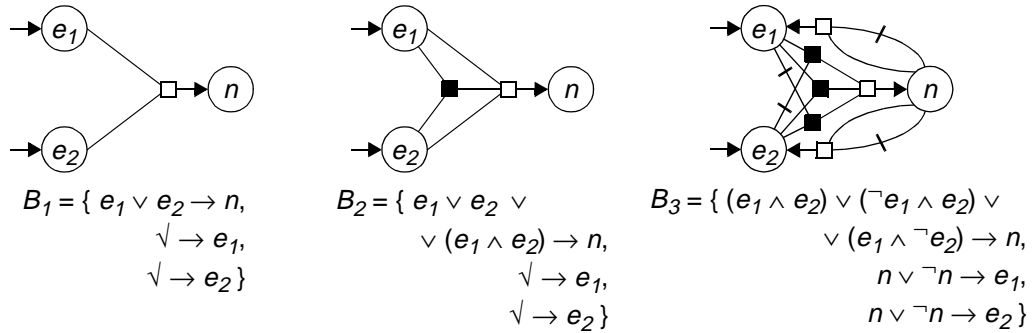 e₁ n e₂
e₁ n e₂
e₁ n e₂
B₁ = { e₁ ∨ e₂ → n,
√ → e₁,
√ → e₂ }
B₂ = { e₁ ∨ e₂ ∨
∨ (e₁ ∧ e₂) → n,
√ → e₁,
√ → e₂ }
B₃ = { (e₁ ∧ e₂) ∨ (¬e₁ ∧ e₂) ∨
∨ (e₁ ∧ ¬e₂) → n,
n ∨ ¬n → e₁,
n ∨ ¬n → e₂ }